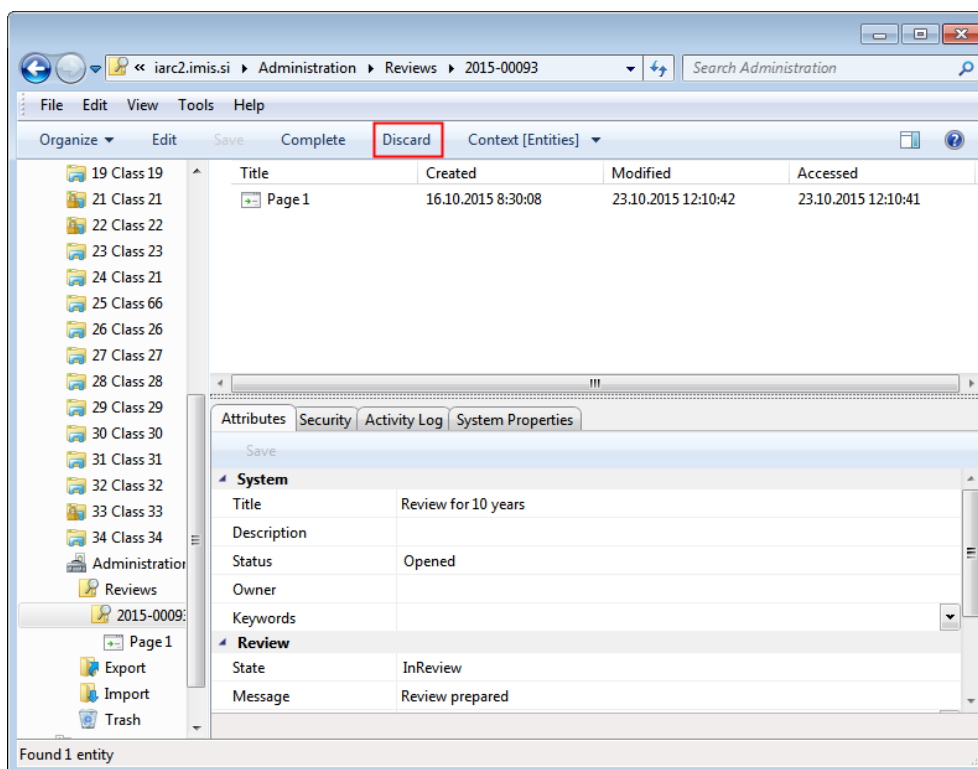 « iarc2.imis.si Administration Reviews 2015-00093 Search Administration
File Edit View Tools Help
Organize Edit Save Complete Discard Context [Entities]
19 Class 19
21 Class 21
22 Class 22
23 Class 23
24 Class 21
25 Class 66
26 Class 26
27 Class 27
28 Class 28
29 Class 29
30 Class 30
31 Class 31
32 Class 32
33 Class 33
34 Class 34
Administration
Reviews
2015-0009
Page 1
Export
Import
Trash
Title Created Modified Accessed
Page 1 16.10.2015 8:30:08 23.10.2015 12:10:42 23.10.2015 12:10:41
Attributes Security Activity Log System Properties
Save
System
Title Review for 10 years
Description
Status Opened
Owner
Keywords
Review
State InReview
Message Review prepared
Found 1 entity